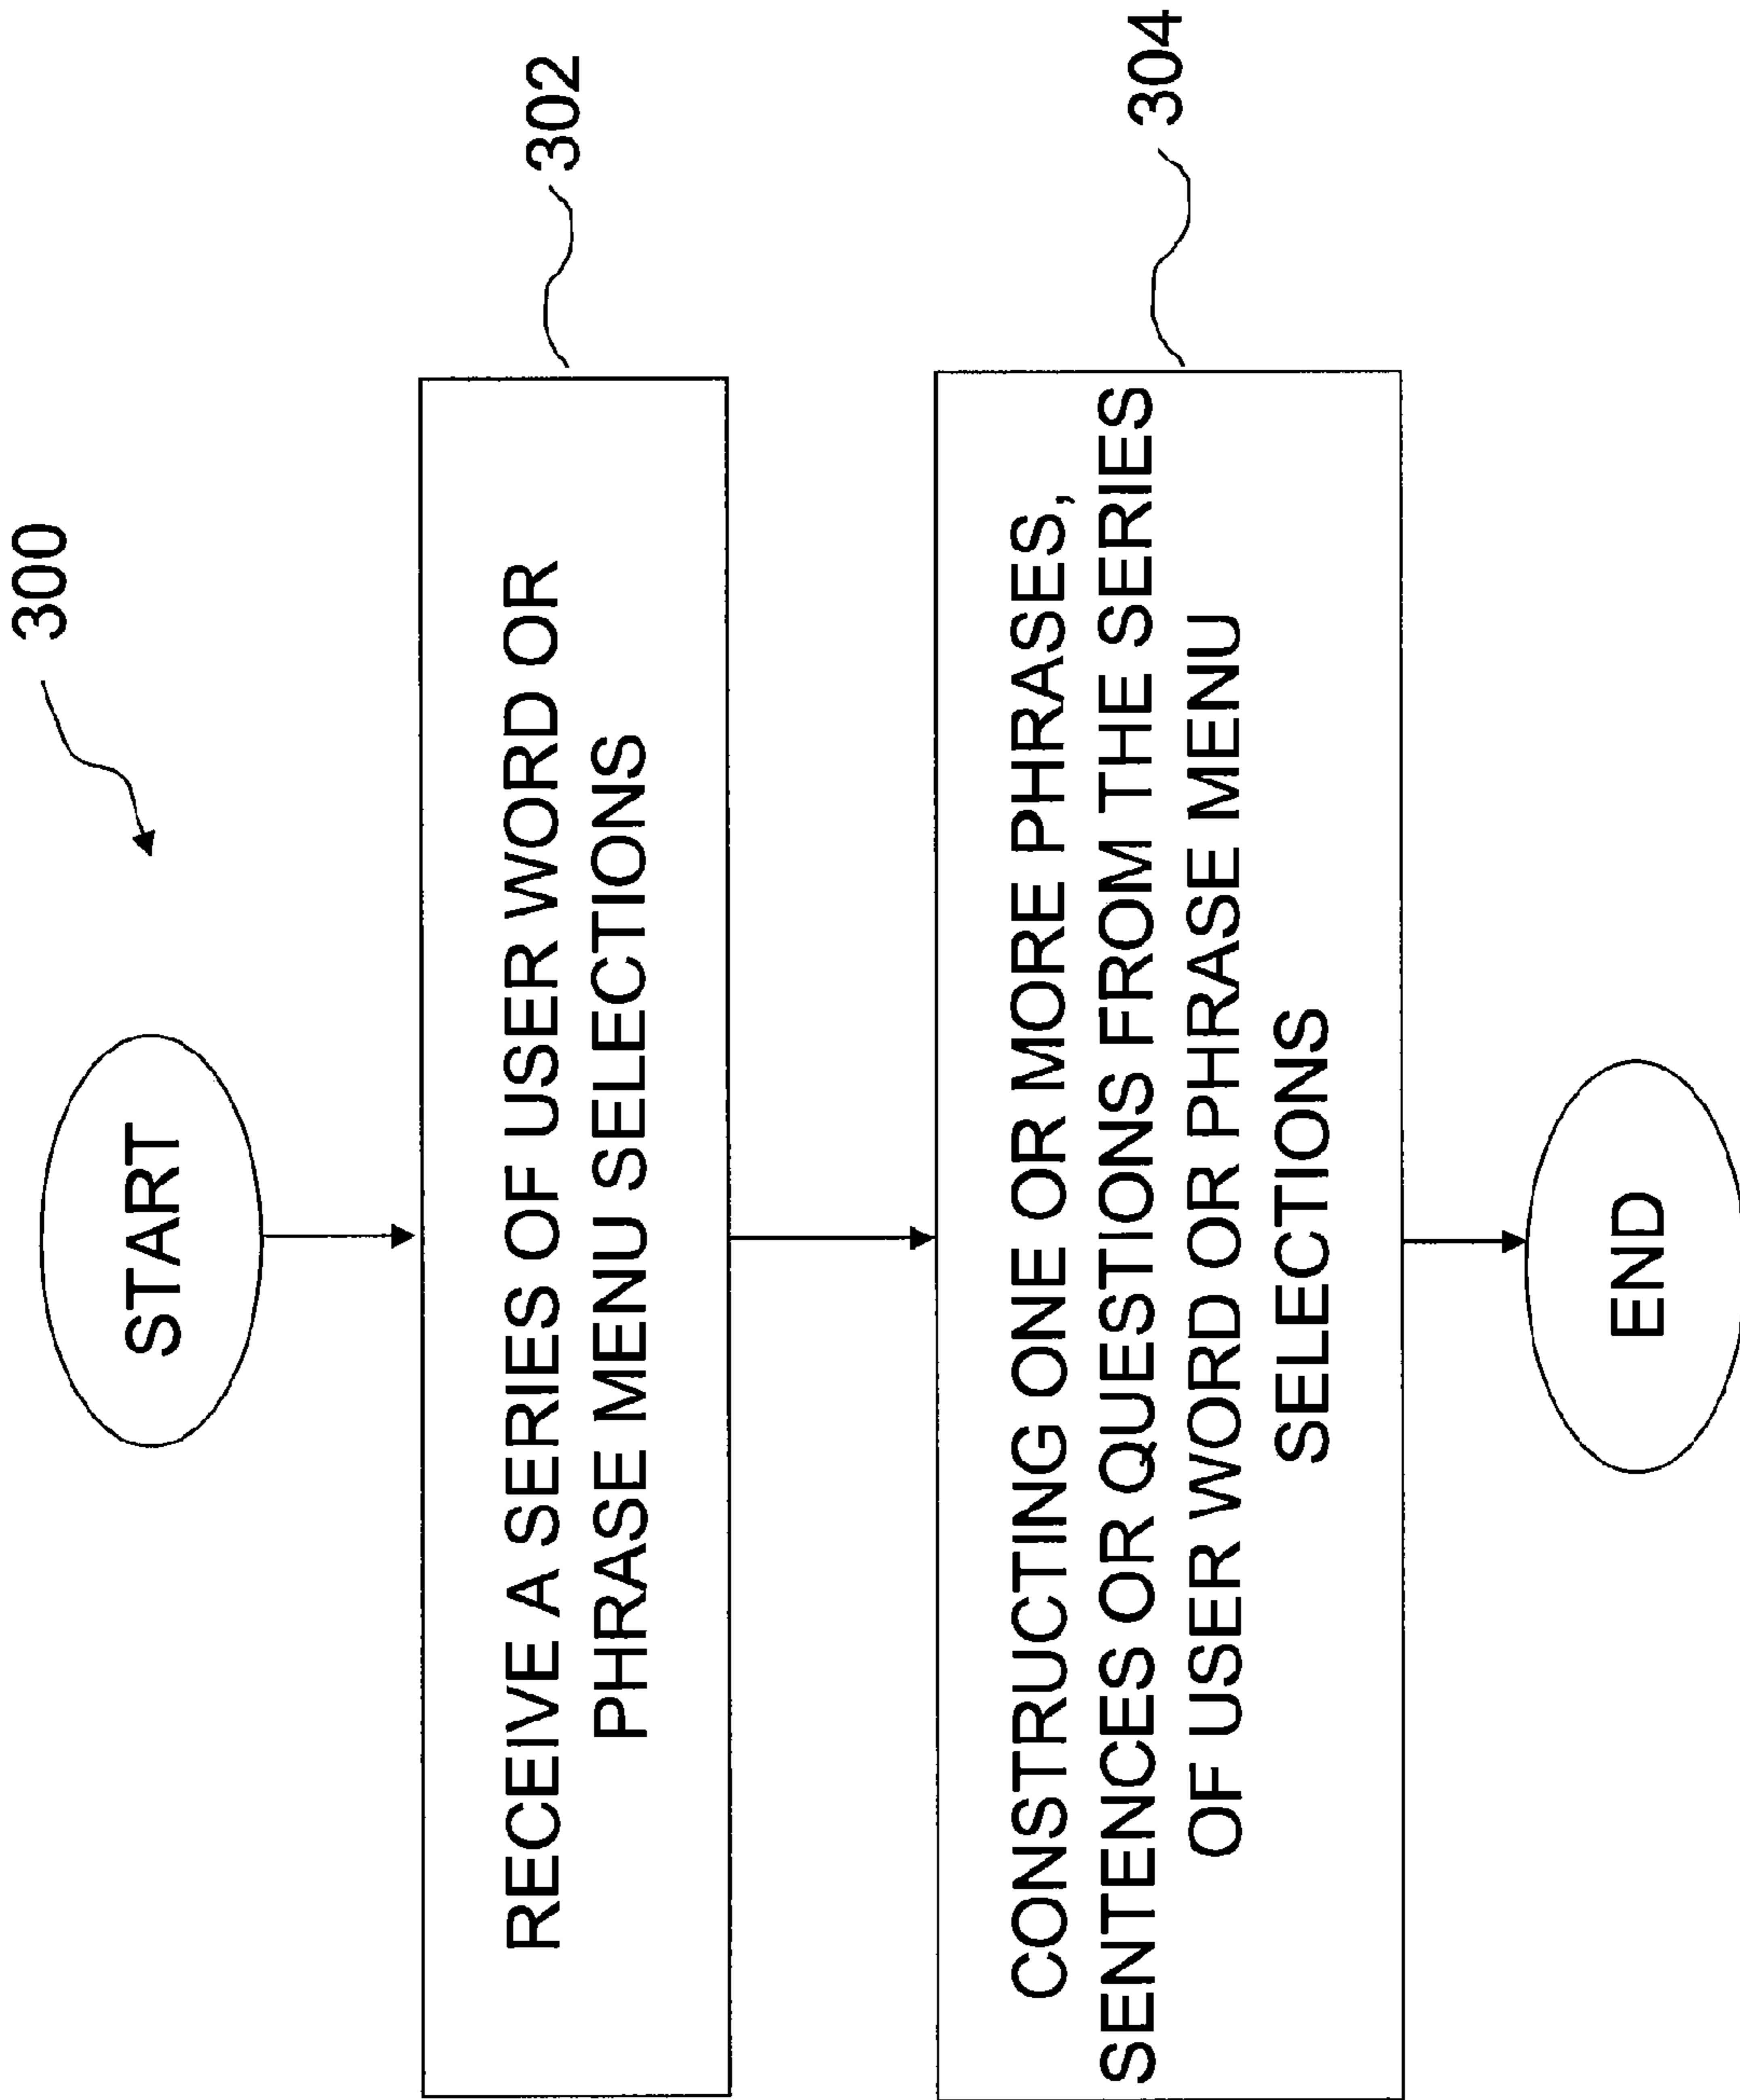 300
START
RECEIVE A SERIES OF USER WORD OR
PHRASE MENU SELECTIONS
302
CONSTRUCTING ONE OR MORE PHRASES,
SENTENCES OR QUESTIONS FROM THE SERIES
OF USER WORD OR PHRASE MENU
SELECTIONS
304
END